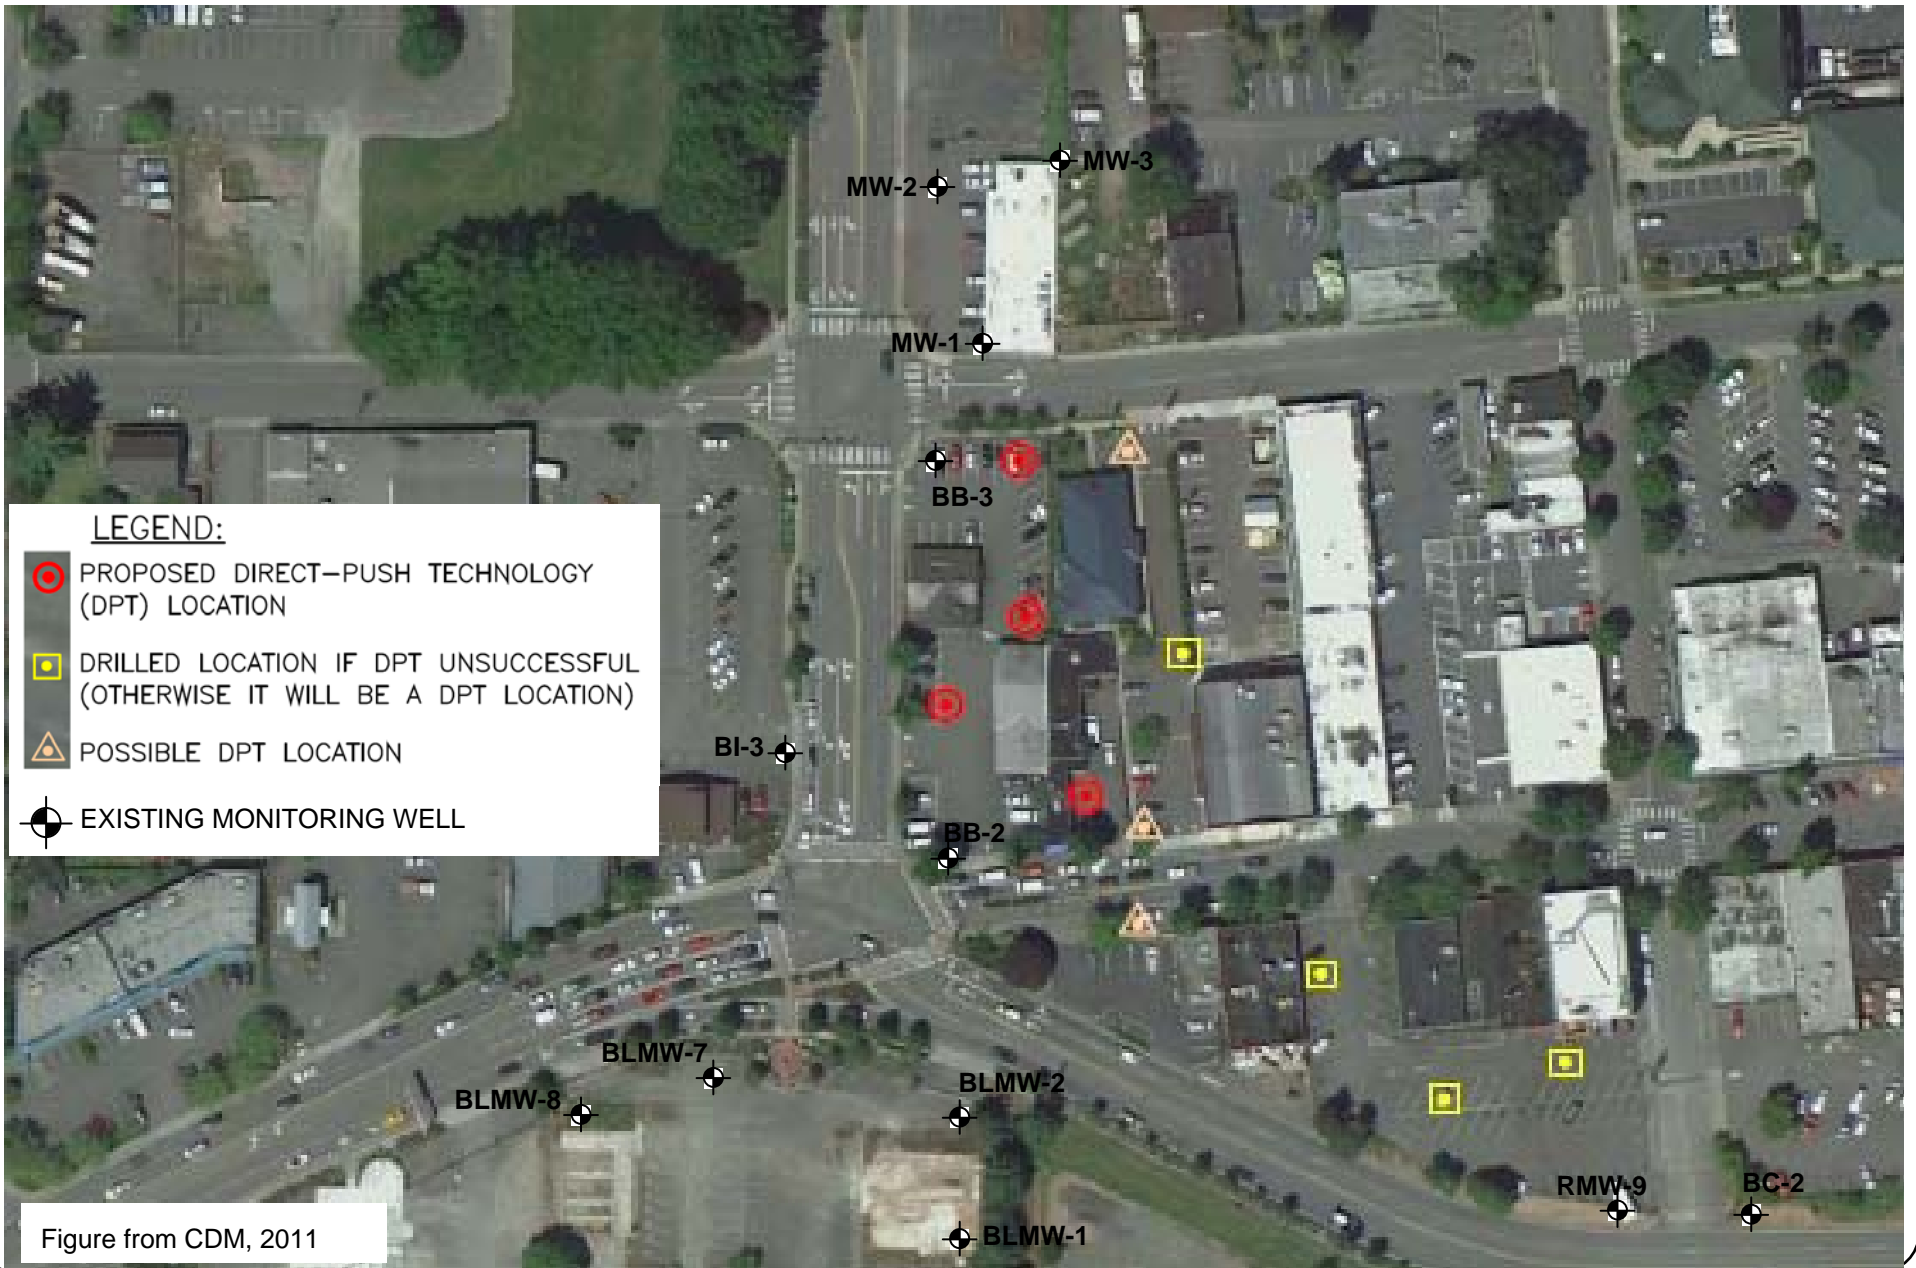 MW-3
MW-2
MW-1
BB-3
LEGEND:
PROPOSED DIRECT-PUSH TECHNOLOGY
(DPT) LOCATION
DRILLED LOCATION IF DPT UNSUCCESSFUL
(OTHERWISE IT WILL BE A DPT LOCATION)
POSSIBLE DPT LOCATION
EXISTING MONITORING WELL
BI-3
BB-2
BLMW-7
BLMW-8
BLMW-2
RMW-9
BC-2
BLMW-1
Figure from CDM, 2011